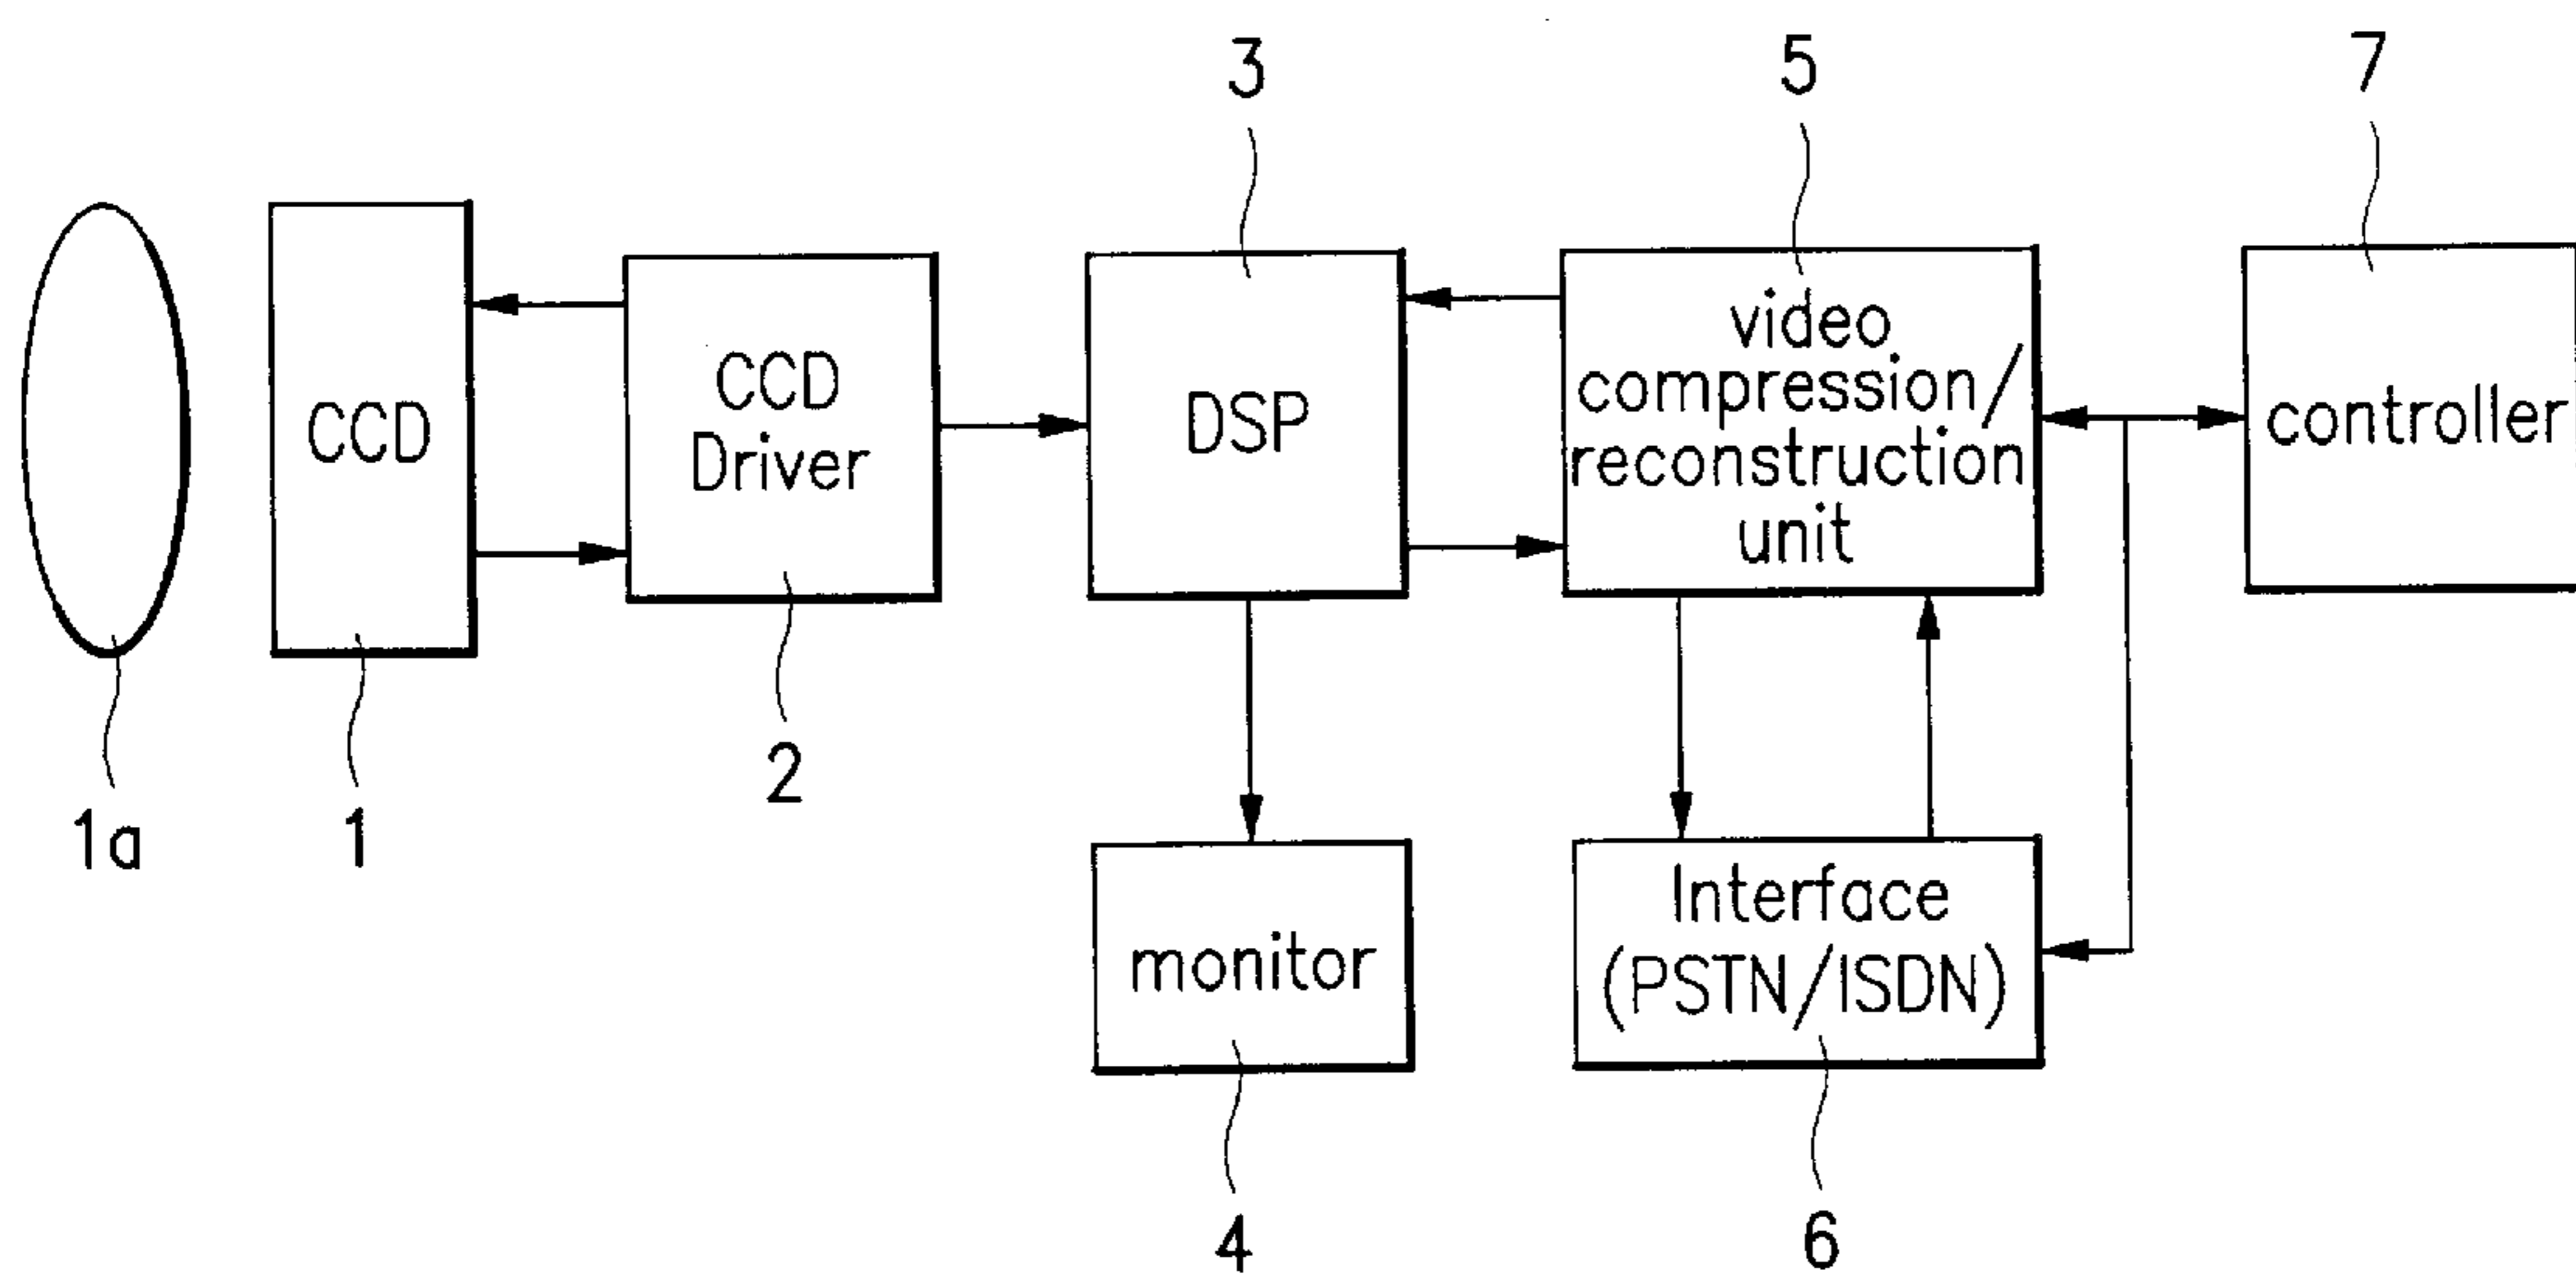 3
5
7
CCD
CCD
Driver
DSP
video
compression/
reconstruction
unit
controller
1a
1
2
monitor
Interface
(PSTN/ISDN)
4
6